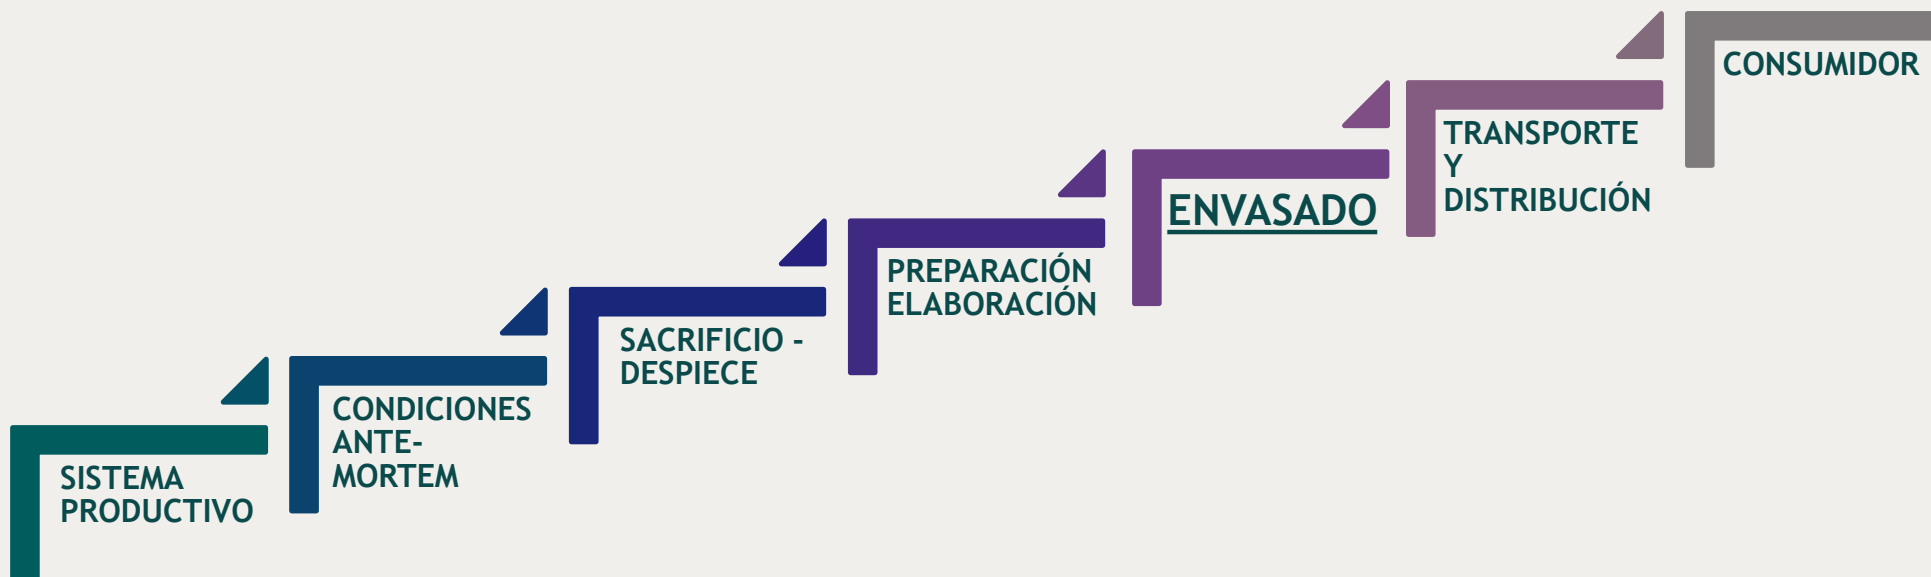 SISTEMA
PRODUCTIVO
CONDICIONES
ANTE-
MORTEM
SACRIFICIO -
DESPIECE
PREPARACIÓN
ELABORACIÓN
ENVASADO
TRANSPORTE
Y
DISTRIBUCIÓN
CONSUMIDOR